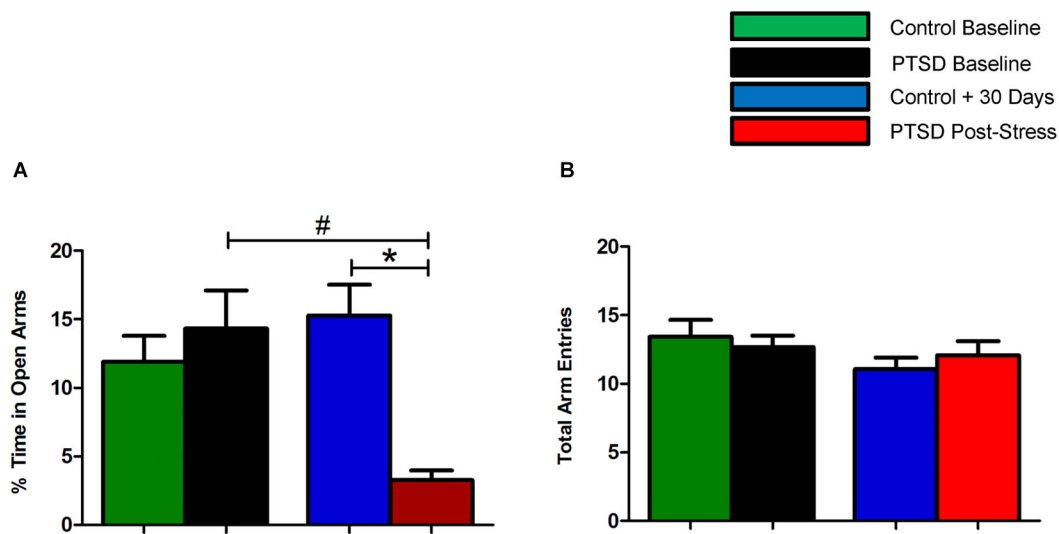 Control Baseline
PTSD Baseline
Control + 30 Days
PTSD Post-Stress
A
#
*
% Time in Open Arms
20
15
10
5
0
B
Total Arm Entries
20
15
10
5
0